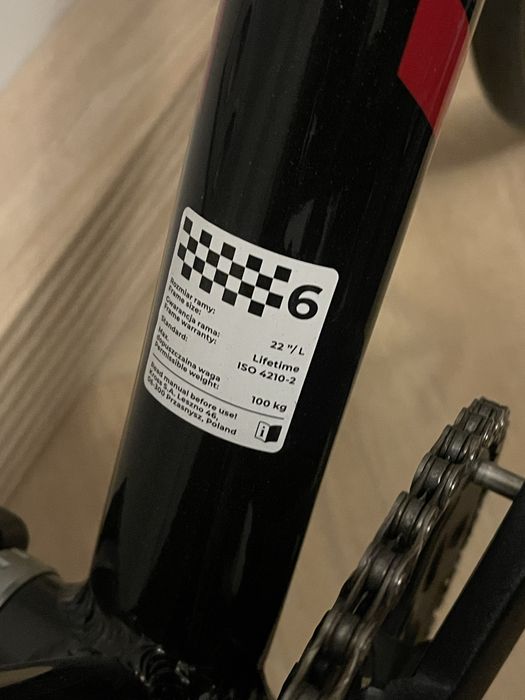 6
Rozmiar ramy:
Frame size: 22 "/ L
Gwarancja rama:
Frame warranty: Lifetime
Standard: ISO 4210-2
Max.
dopuszczalna waga
Permissible weight: 100 kg
Read manual before use!
Kross S.A. Leszno 46,
06-300 Przasnysz, Poland
i